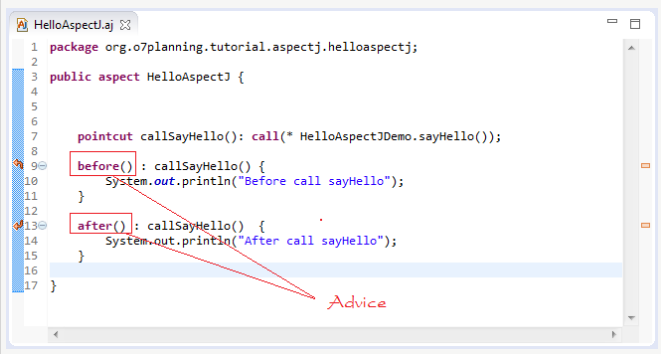 HelloAspectJ.aj
1 package org.o7planning.tutorial.aspectj.helloaspectj;
2
3 public aspect HelloAspectJ {
4
5
6
7 pointcut callSayHello(): call(* HelloAspectJDemo.sayHello());
8
9 before() : callSayHello() {
10 System.out.println("Before call sayHello");
11 }
12
13 after() : callSayHello() {
14 System.out.println("After call sayHello");
15 }
16
17 }
Advice